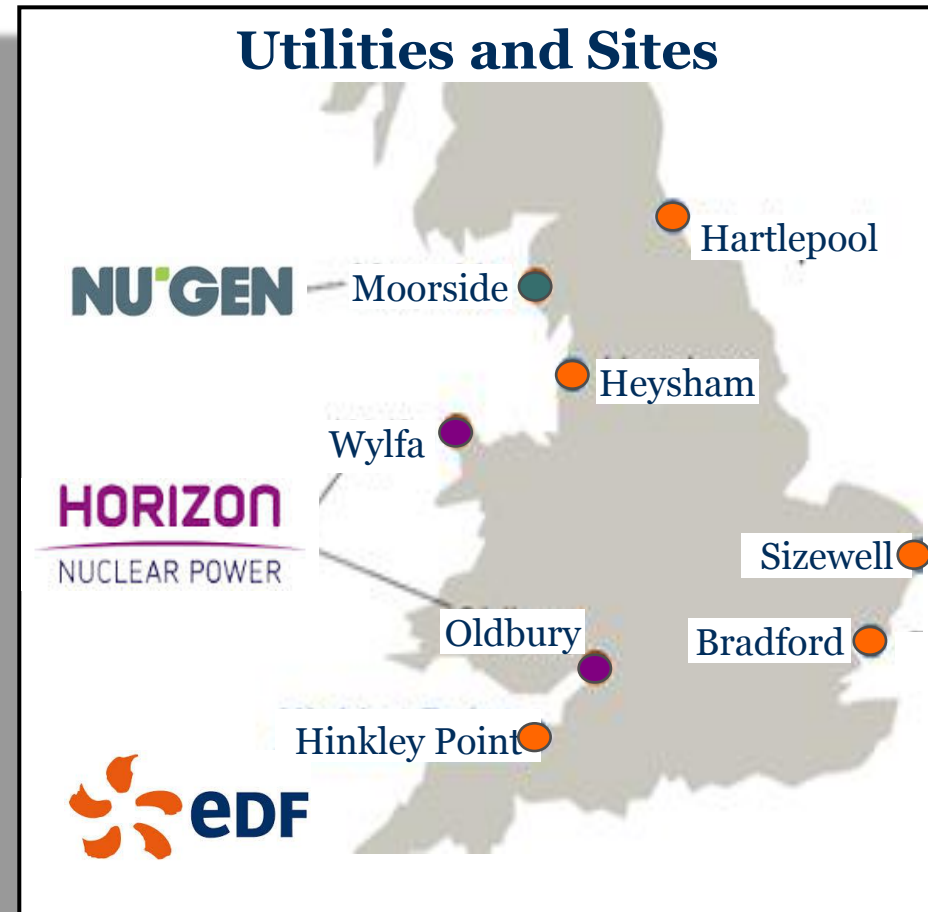 Utilities and Sites
Hartlepool
NU'GEN
Moorside
Heysham
Wylfa
HORIZON
NUCLEAR POWER
Sizewell
Oldbury
Bradford
Hinkley Point
eDF